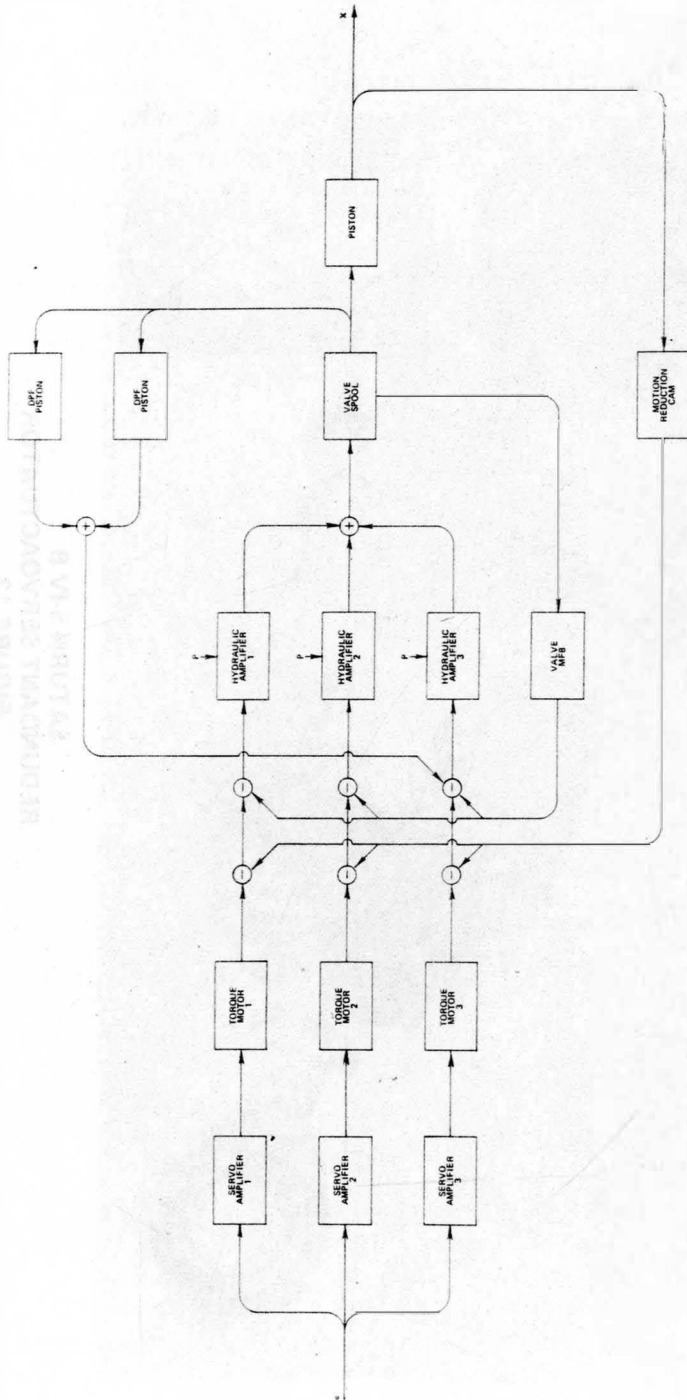 SERVO
AMPLIFIER
1
SERVO
AMPLIFIER
2
SERVO
AMPLIFIER
3
TORQUE
MOTOR
1
TORQUE
MOTOR
2
TORQUE
MOTOR
3
P
HYDRAULIC
AMPLIFIER
1
P
HYDRAULIC
AMPLIFIER
2
P
HYDRAULIC
AMPLIFIER
3
VALVE
MFB
DPF
PISTON
DPF
PISTON
VALVE
SPOOL
MOTION
REDUCTION
CAM
PISTON
X